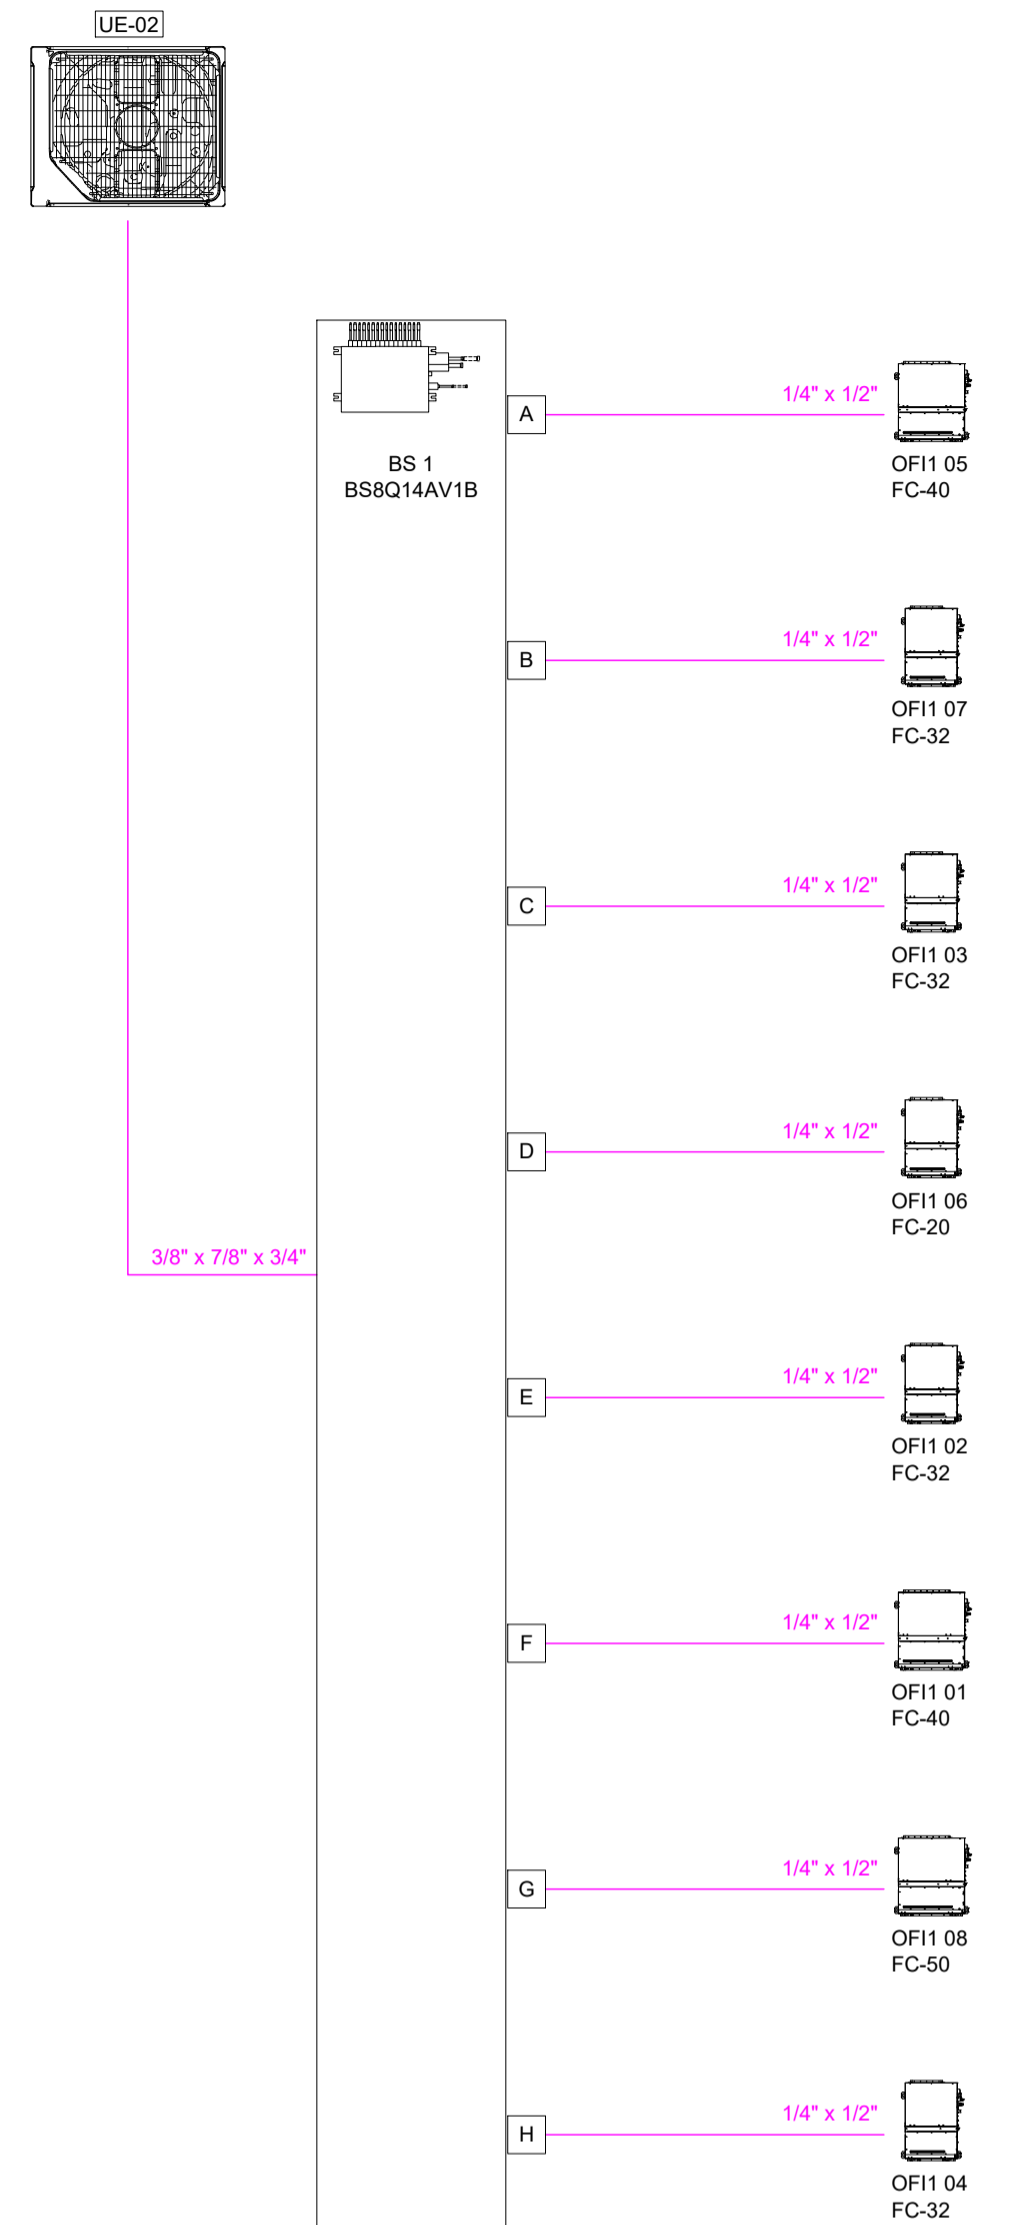 UE-02
BS 1
BS8Q14AV1B
A
1/4" x 1/2"
OFI1 05
FC-40
B
1/4" x 1/2"
OFI1 07
FC-32
C
1/4" x 1/2"
OFI1 03
FC-32
D
1/4" x 1/2"
OFI1 06
FC-20
3/8" x 7/8" x 3/4"
E
1/4" x 1/2"
OFI1 02
FC-32
F
1/4" x 1/2"
OFI1 01
FC-40
G
1/4" x 1/2"
OFI1 08
FC-50
H
1/4" x 1/2"
OFI1 04
FC-32